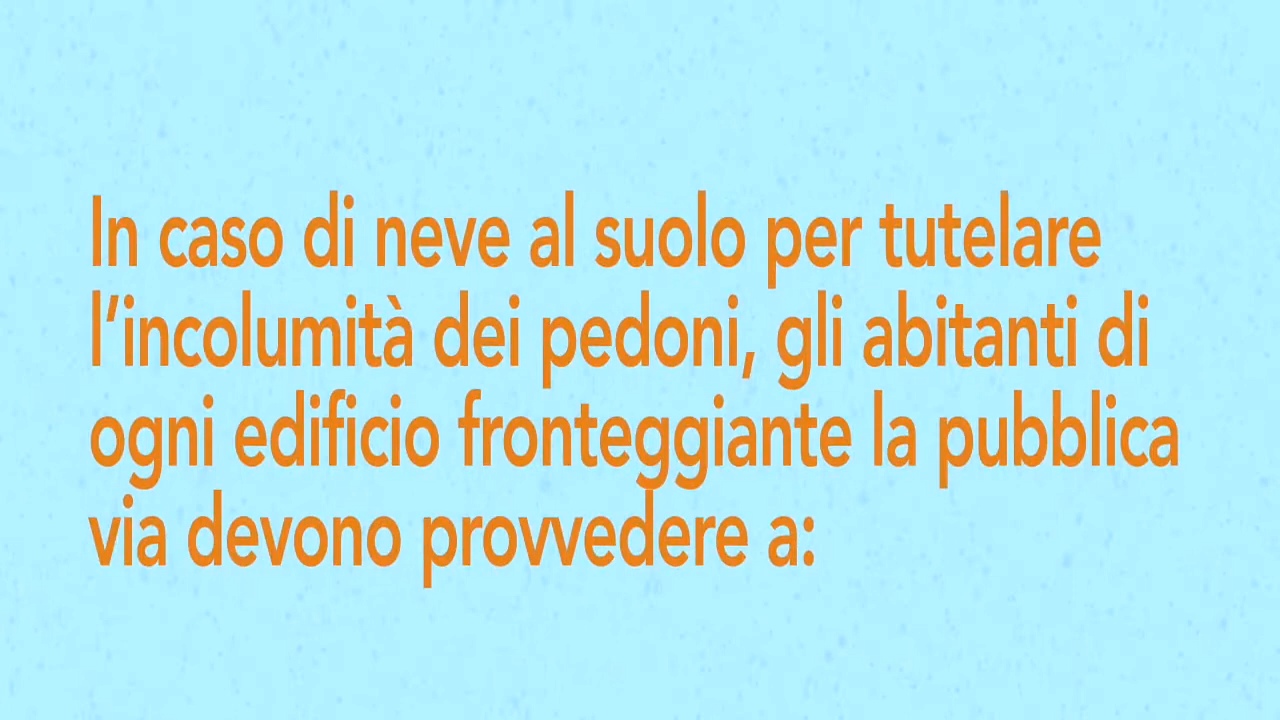 In caso di neve al suolo per tutelare
l’incolumità dei pedoni, gli abitanti di
ogni edificio fronteggiante la pubblica
via devono provvedere a: